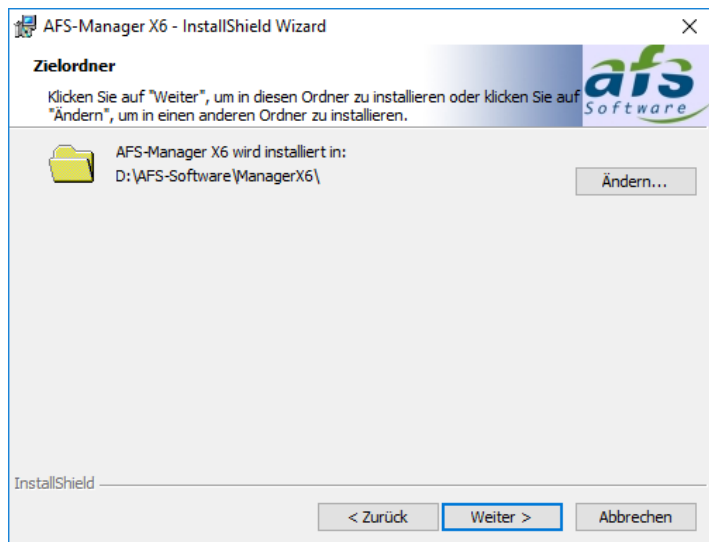 AFS-Manager X6 - InstallShield Wizard
Zielordner
Klicken Sie auf "Weiter", um in diesen Ordner zu installieren oder klicken Sie auf
"Ändern", um in einen anderen Ordner zu installieren.
afs
Software
AFS-Manager X6 wird installiert in:
D:\AFS-Software\ManagerX6\
Ändern...
InstallShield
< Zurück
Weiter >
Abbrechen